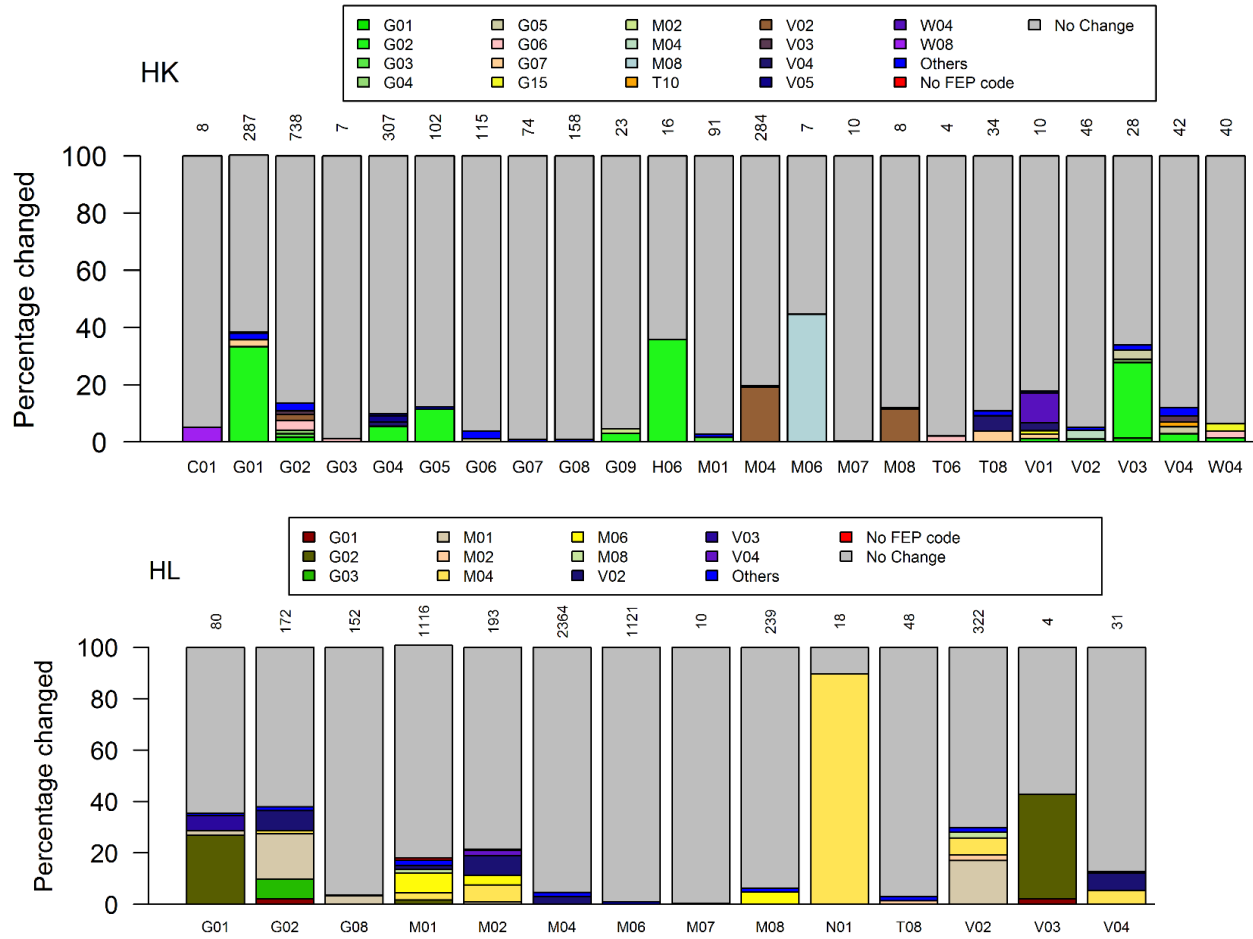 G01 G05 M02 V02 W04 No Change
G02 G06 M04 V03 W08
G03 G07 M08 V04 Others
G04 G15 T10 V05 No FEP code
HK
8 287 738 7 307 102 115 74 158 23 16 91 284 7 10 8 4 34 10 46 28 42 40
Percentage changed
100
80
60
40
20
0
C01 G01 G02 G03 G04 G05 G06 G07 G08 G09 H06 M01 M04 M06 M07 M08 T06 T08 V01 V02 V03 V04 W04
G01 M01 M06 V03 No FEP code
G02 M02 M08 V04 No Change
G03 M04 V02 Others
HL
80 172 152 1116 193 2364 1121 10 239 18 48 322 4 31
Percentage changed
100
80
60
40
20
0
G01 G02 G08 M01 M02 M04 M06 M07 M08 N01 T08 V02 V03 V04